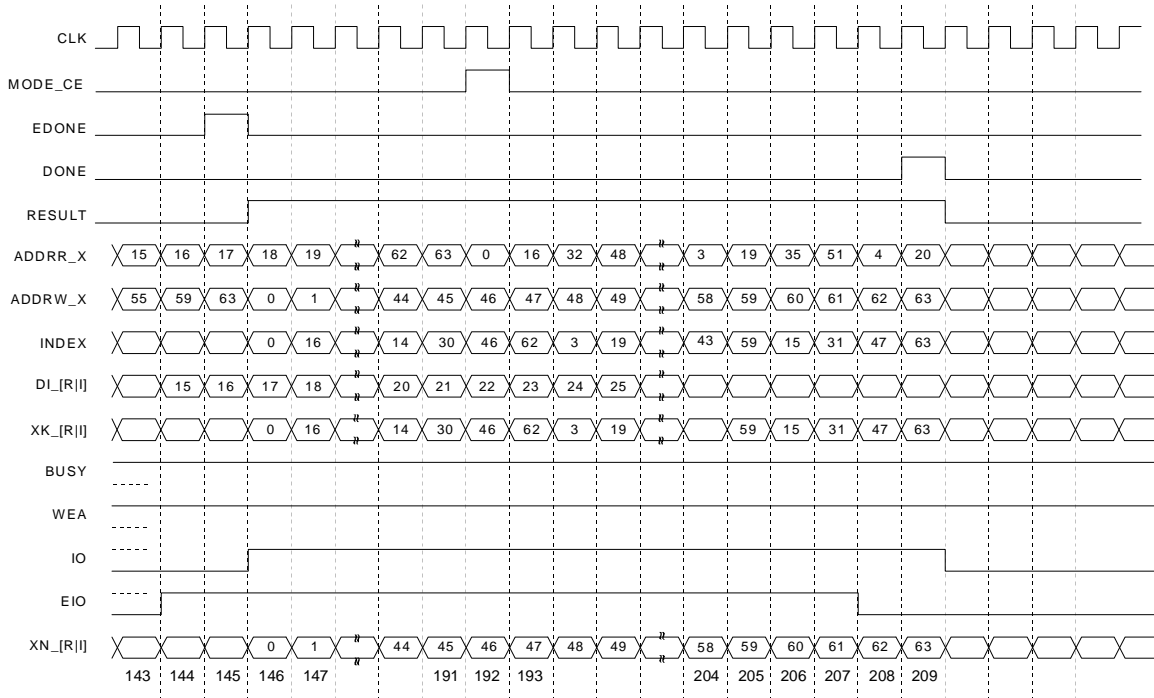 CLK
MODE_CE
EDONE
DONE
RESULT
ADDRR_X 15 16 17 18 19 62 63 0 16 32 48 3 19 35 51 4 20
ADDRW_X 55 59 63 0 1 44 45 46 47 48 49 58 59 60 61 62 63
INDEX 0 16 14 30 46 62 3 19 43 59 15 31 47 63
DI_[R|I] 15 16 17 18 20 21 22 23 24 25
XK_[R|I] 0 16 14 30 46 62 3 19 59 15 31 47 63
BUSY
WEA
IO
EIO
XN_[R|I] 0 1 44 45 46 47 48 49 58 59 60 61 62 63
143 144 145 146 147 191 192 193 204 205 206 207 208 209